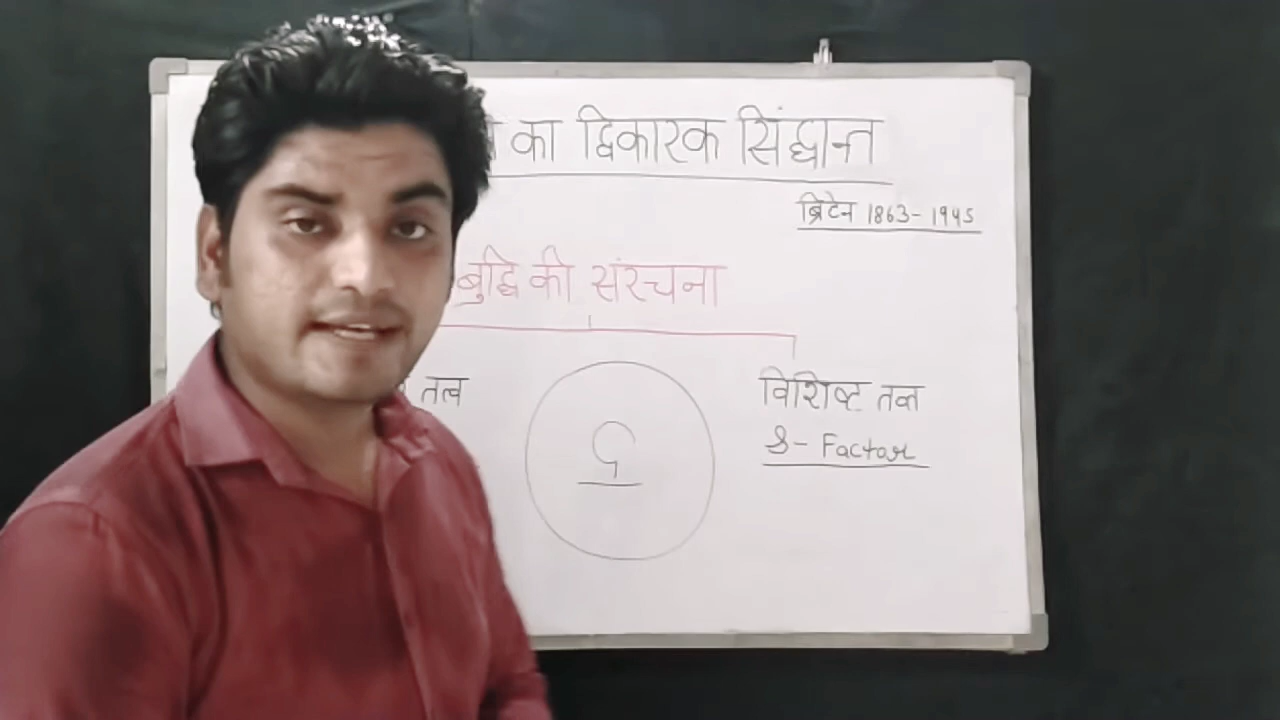 का द्विकारक सिंद्धान्त
ब्रिटेन 1863-1945
बुद्धि की संरचना
तत्व
G
विशिष्ट तत्व
S- Factor